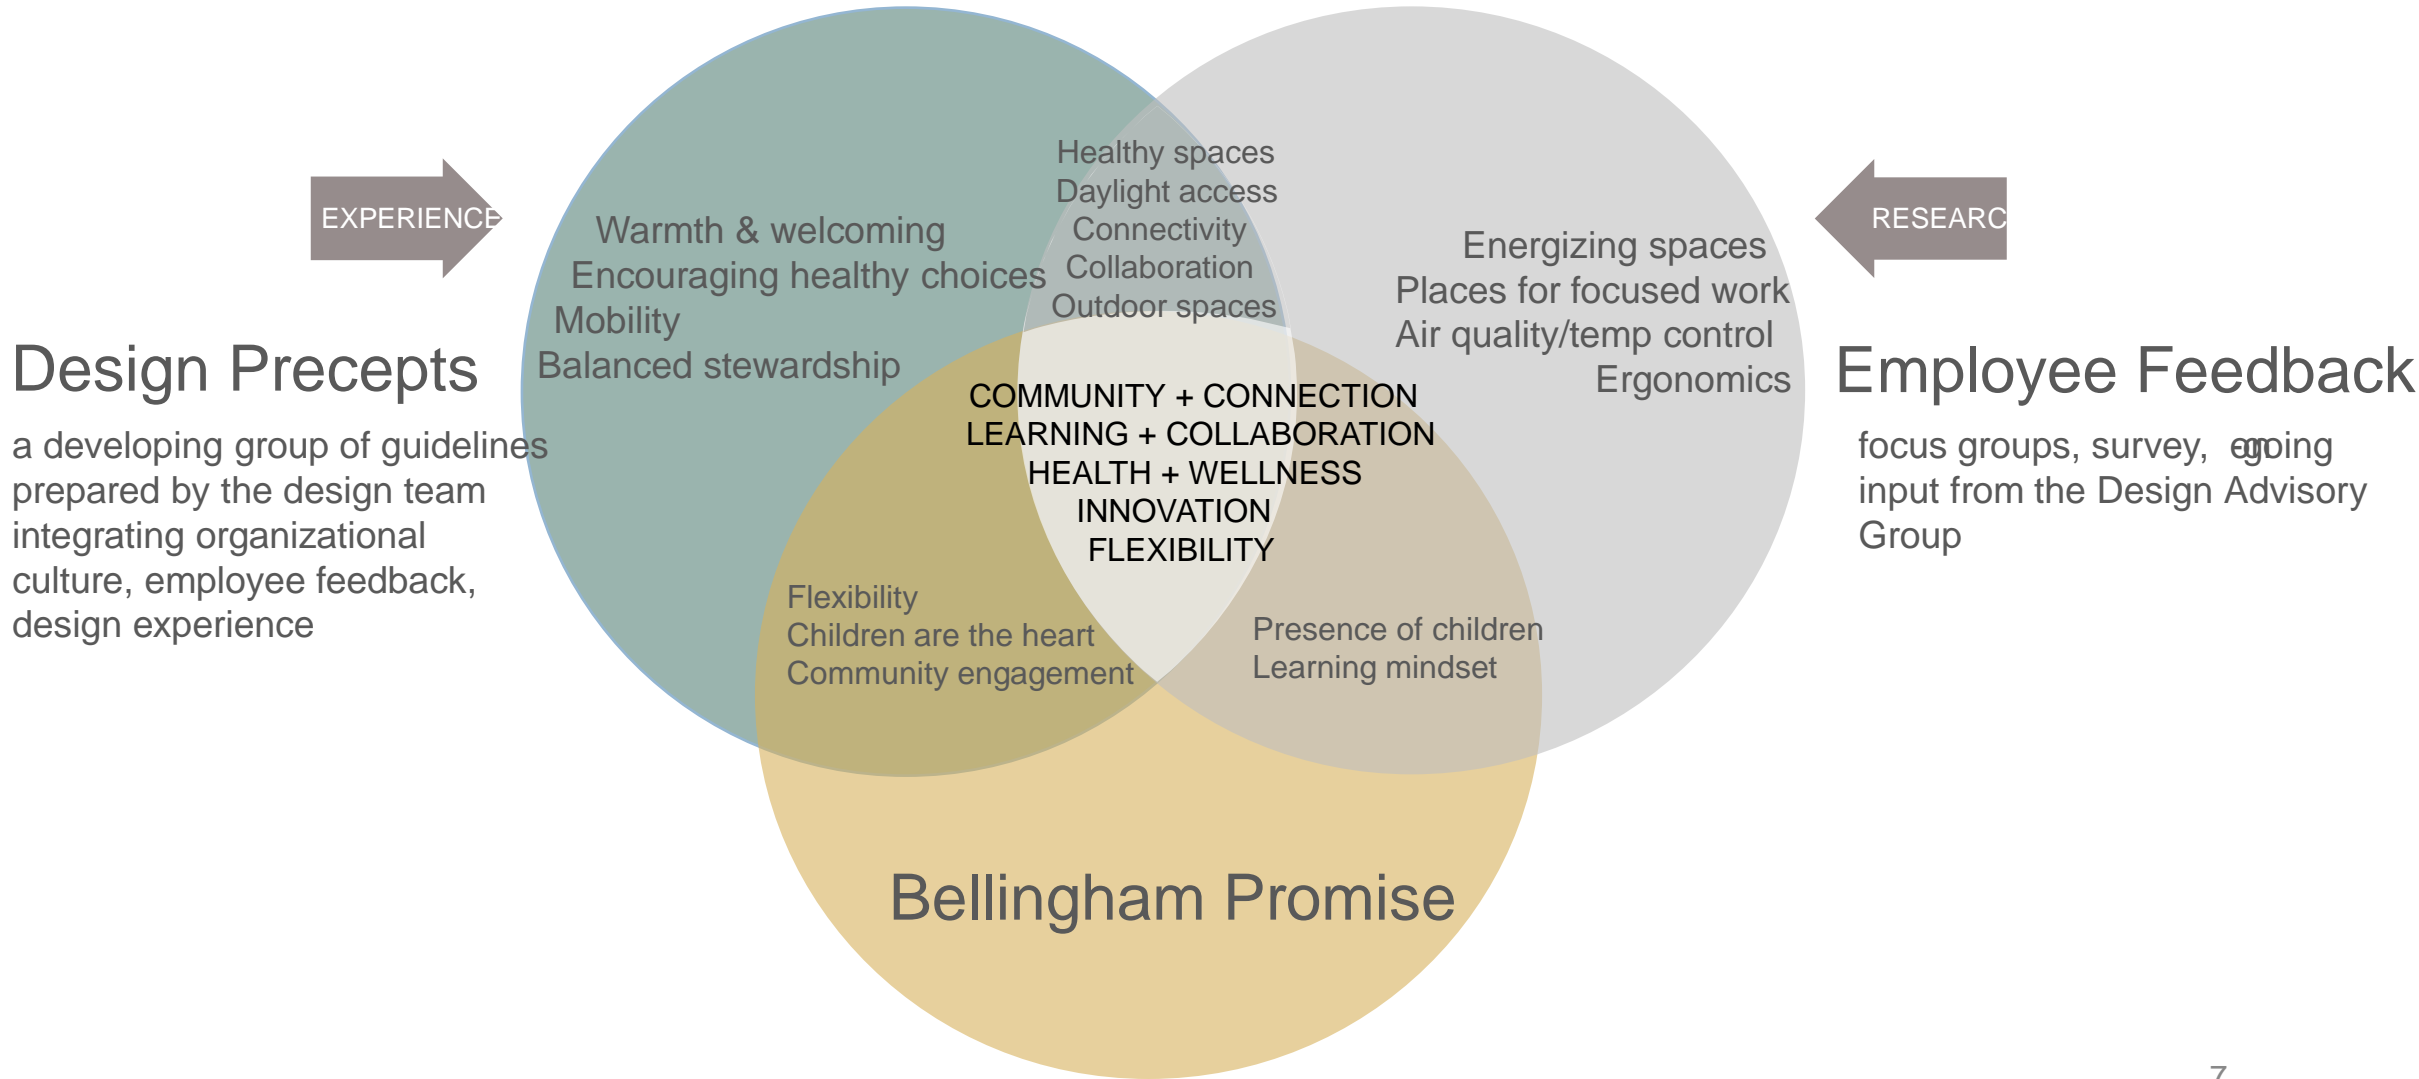 EXPERIENCE
Design Precepts
a developing group of guidelines
prepared by the design team
integrating organizational
culture, employee feedback,
design experience
Warmth & welcoming
Encouraging healthy choices
Mobility
Balanced stewardship
Healthy spaces
Daylight access
Connectivity
Collaboration
Outdoor spaces
Energizing spaces
Places for focused work
Air quality/temp control
Ergonomics
RESEARC
Employee Feedback
focus groups, survey, on-going
input from the Design Advisory
Group
COMMUNITY + CONNECTION
LEARNING + COLLABORATION
HEALTH + WELLNESS
INNOVATION
FLEXIBILITY
Flexibility
Children are the heart
Community engagement
Presence of children
Learning mindset
Bellingham Promise
7